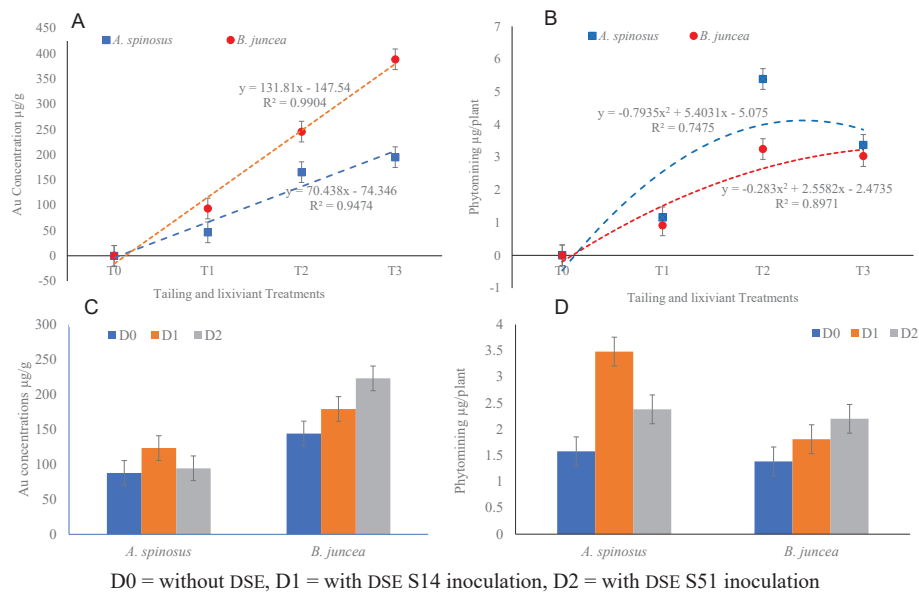 A
A. spinosus
B. juncea
Au Concentration µg/g
450
400
350
300
250
200
150
100
50
0
-50
y = 131.81x - 147.54
R² = 0.9904
y = 70.438x - 74.346
R² = 0.9474
T0
T1
T2
T3
Tailing and lixiviant Treatments
B
A. spinosus
B. juncea
Phytomining µg/plant
7
6
5
4
3
2
1
0
-1
y = -0.7935x² + 5.4031x - 5.075
R² = 0.7475
y = -0.283x² + 2.5582x - 2.4735
R² = 0.8971
T0
T1
T2
T3
Tailing and lixiviant Treatments
C
D0
D1
D2
Au concentrations µg/g
300
250
200
150
100
50
0
A. spinosus
B. juncea
D
D0
D1
D2
Phytomining µg/plant
4
3.5
3
2.5
2
1.5
1
0.5
0
A. spinosus
B. juncea
D0 = without DSE, D1 = with DSE S14 inoculation, D2 = with DSE S51 inoculation